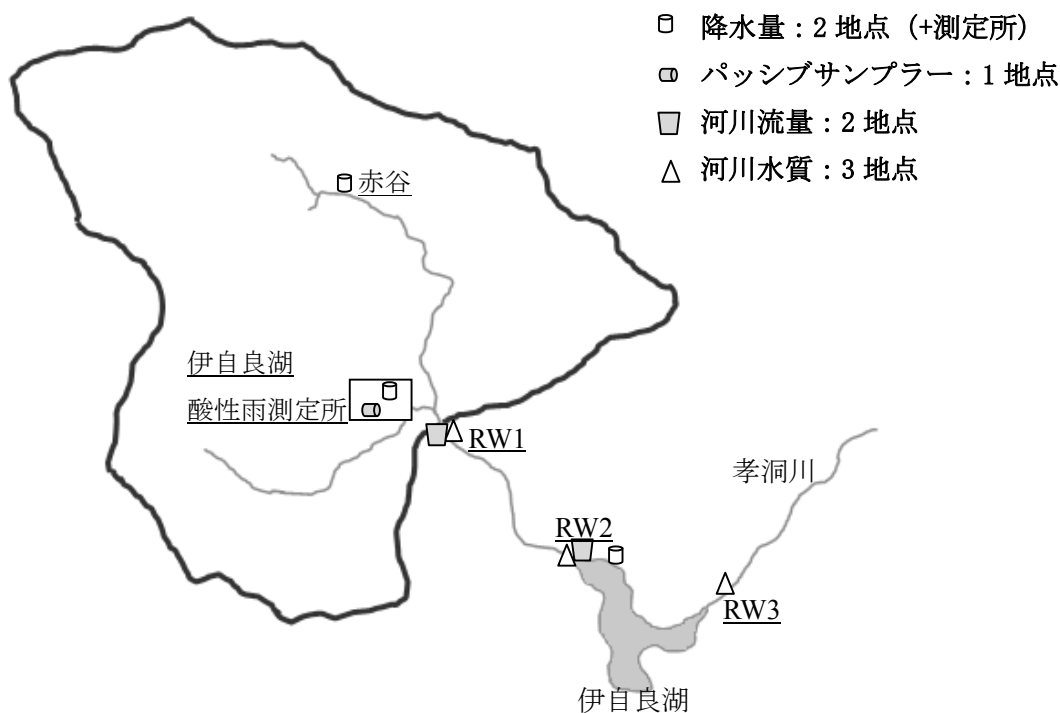 降水量：2 地点（+測定所）
パッシブサンプラー：1 地点
河川流量：2 地点
河川水質：3 地点
赤谷
伊自良湖
酸性雨測定所
RW1
孝洞川
RW2
RW3
伊自良湖